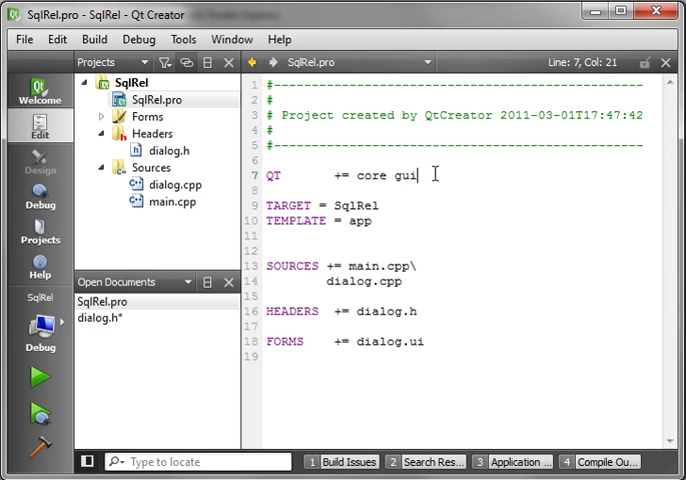 SqlRel.pro - SqlRel - Qt Creator
File Edit Build Debug Tools Window Help
Projects SqlRel.pro Line: 7, Col: 21
Welcome
Edit
Design
Debug
Projects
Help
SqlRel
Debug
SqlRel
SqlRel.pro
Forms
Headers
dialog.h
Sources
dialog.cpp
main.cpp
Open Documents
SqlRel.pro
dialog.h*
1 #-------------------------------------------------
2 #
3 # Project created by QtCreator 2011-03-01T17:47:42
4 #
5 #-------------------------------------------------
6
7 QT += core gui
8
9 TARGET = SqlRel
10 TEMPLATE = app
11
12
13 SOURCES += main.cpp\
14 dialog.cpp
15
16 HEADERS += dialog.h
17
18 FORMS += dialog.ui
19
Type to locate 1 Build Issues 2 Search Res... 3 Application ... 4 Compile Ou...